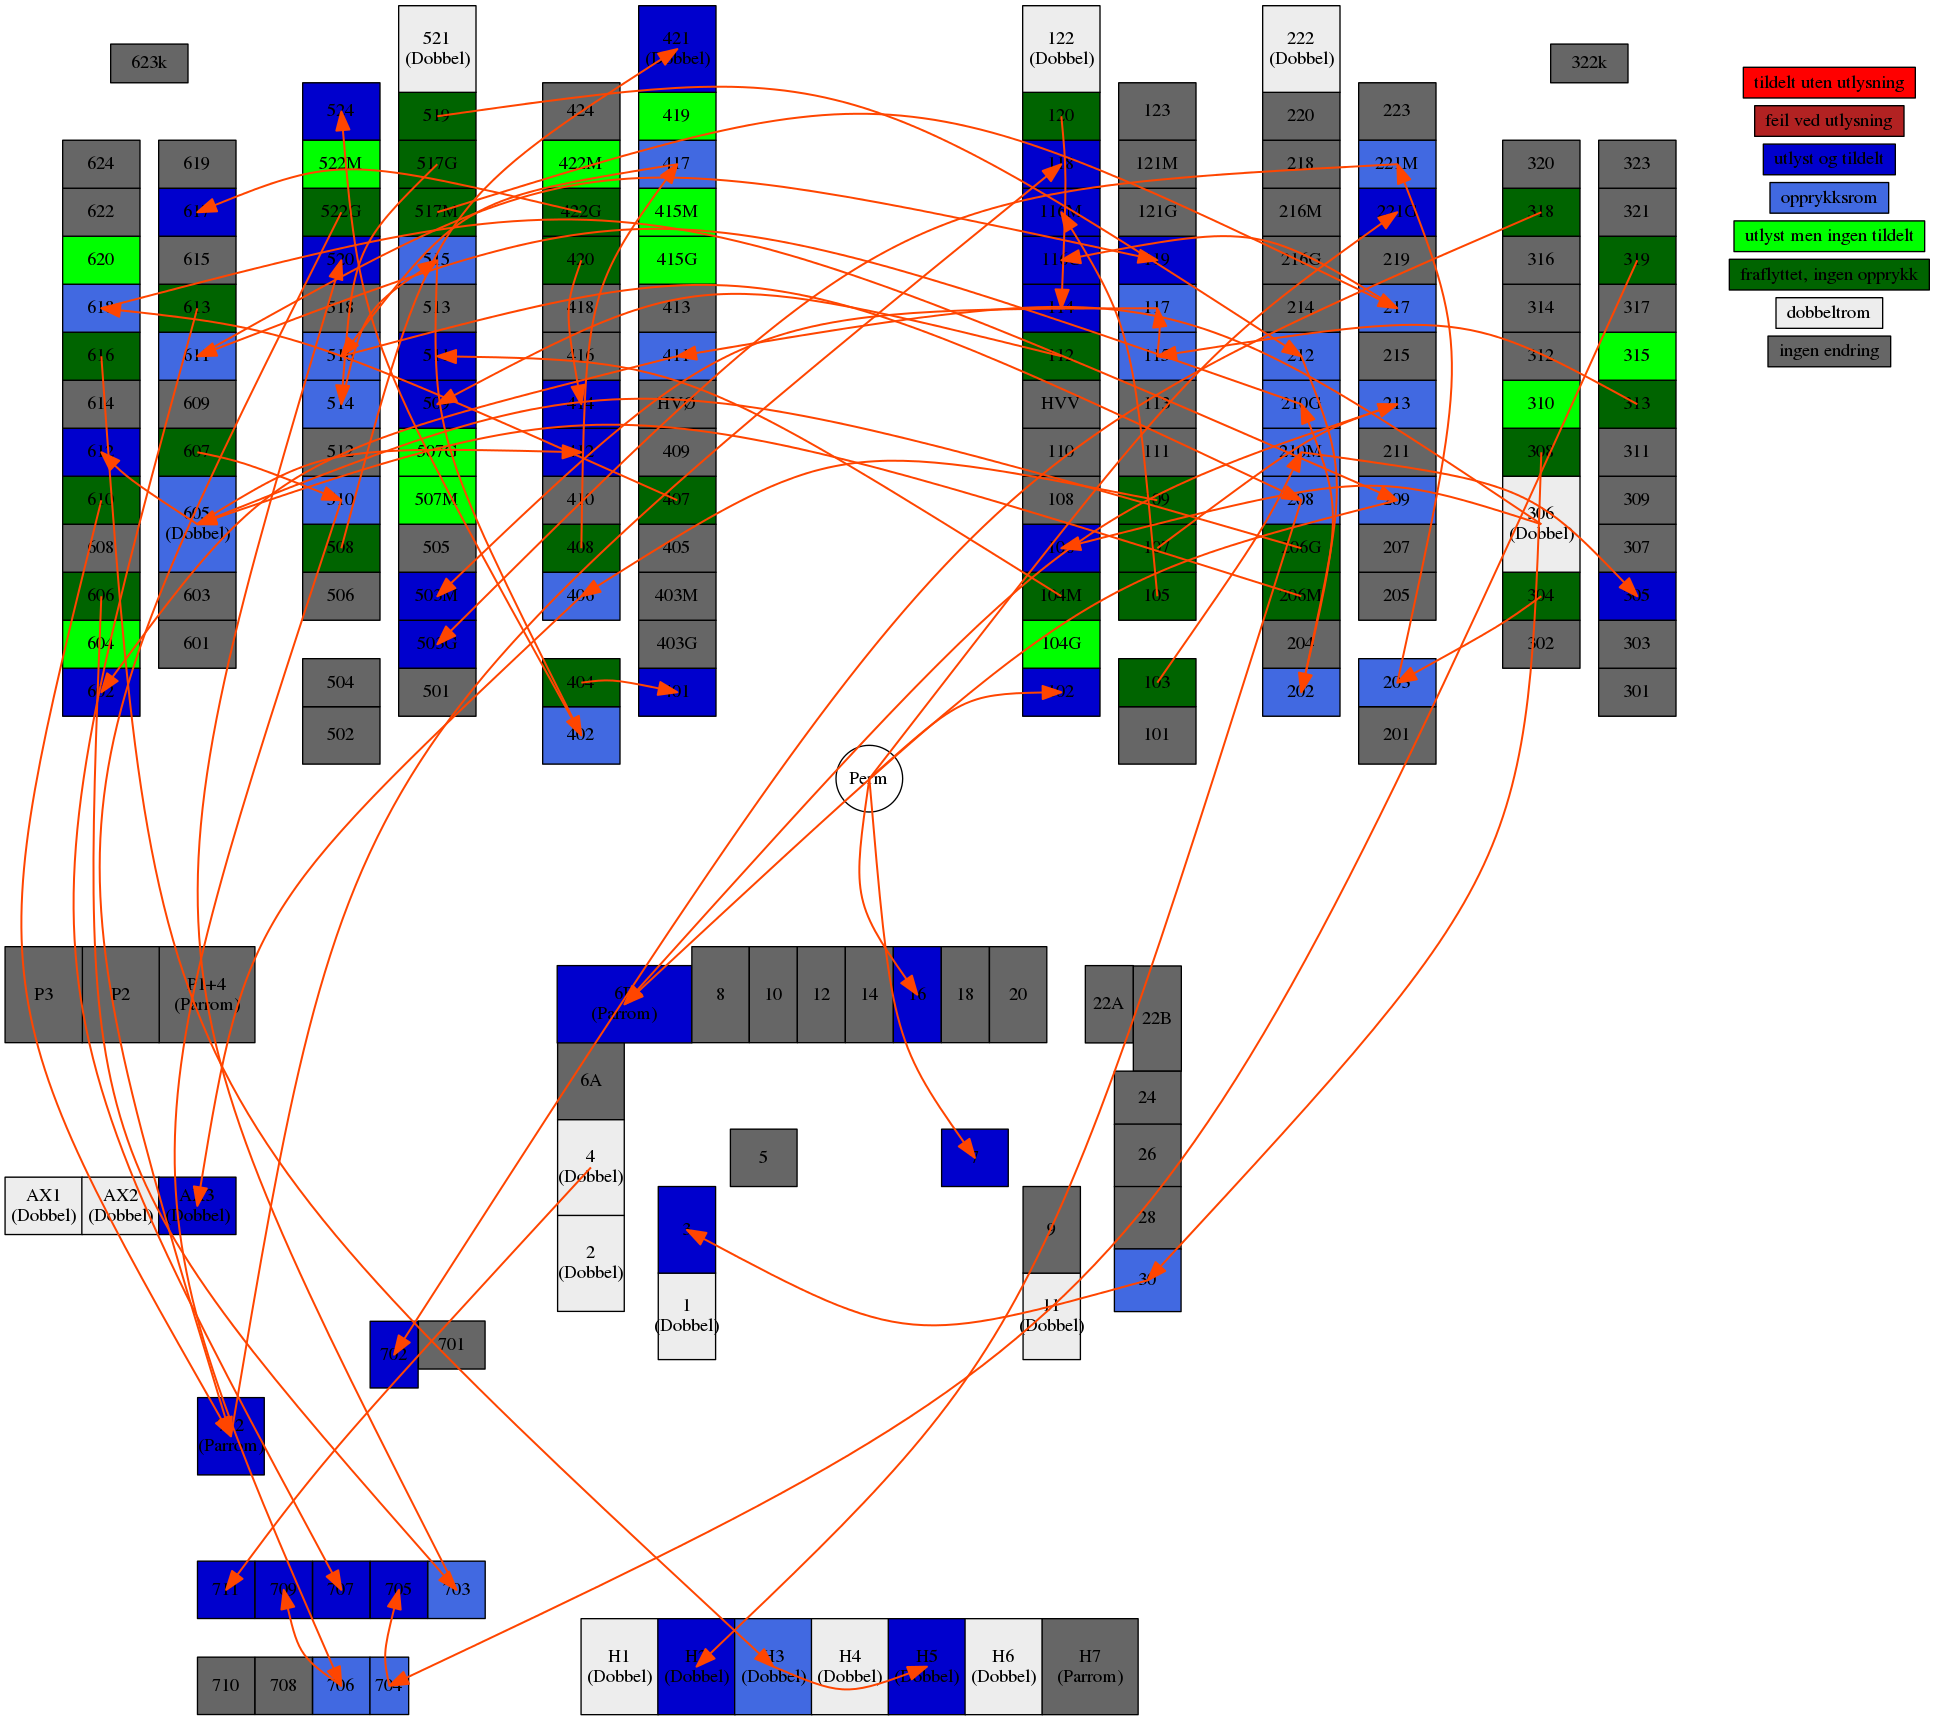 623k
624
622
620
618
616
614
612
610
608
606
604
602
619
617
615
613
611
609
607
605
(Dobbel)
603
601
524
522M
522G
520
518
516
514
512
510
508
506
504
502
521
(Dobbel)
519
517G
517M
515
513
507G
507M
505
503M
503G
501
424
422M
422G
420
418
416
414
410
408
406
404
402
421
(Dobbel)
419
417
415M
415G
413
411
HVØ
409
407
405
403M
403G
401
122
(Dobbel)
120
118
116M
114
112
HVV
110
108
104M
104G
102
123
121M
121G
119
117
115
113
111
109
107
105
103
101
222
(Dobbel)
220
218
216M
216G
214
212
210G
210M
208
206G
206M
204
202
223
221M
221G
219
217
215
213
211
209
207
205
203
201
322k
320
318
316
314
312
310
308
306
(Dobbel)
304
302
323
321
319
317
315
313
311
309
307
305
303
301
tildelt uten utlysning
feil ved utlysning
utlyst og tildelt
opprykksrom
utlyst men ingen tildelt
fraflyttet, ingen opprykk
dobbeltrom
ingen endring
Perm
P3
P2
P1+4
(Parrom)
(Parrom)
8
10
12
14
16
18
20
22A
22B
6A
4
(Dobbel)
2
(Dobbel)
5
3
1
(Dobbel)
9
11
(Dobbel)
24
26
28
30
AX1
(Dobbel)
AX2
(Dobbel)
AX3
(Dobbel)
702
701
(Parrom)
711
709
707
705
703
710
708
706
704
H1
(Dobbel)
H2
(Dobbel)
H3
(Dobbel)
H4
(Dobbel)
H5
(Dobbel)
H6
(Dobbel)
H7
(Parrom)